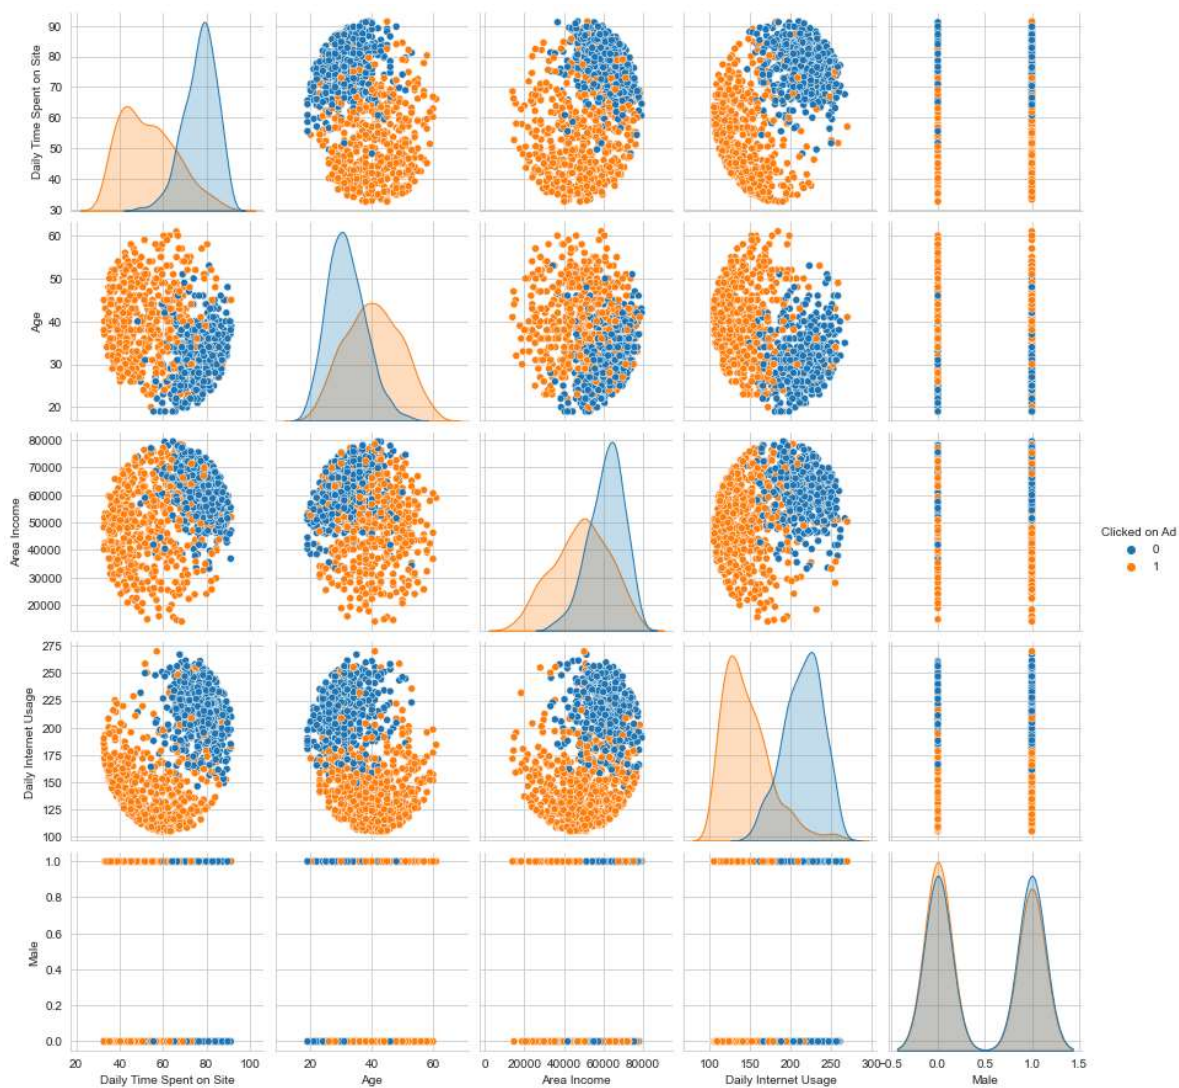 Daily Time Spent on Site
90
80
70
60
50
40
30
Age
60
50
40
30
20
Area Income
80000
70000
60000
50000
40000
30000
20000
Clicked on Ad
0
1
Daily Internet Usage
275
250
225
200
175
150
125
100
Male
1.0
0.8
0.6
0.4
0.2
0.0
20 40 60 80 100
20 40 60
0 20000 40000 60000 80000
100 150 200 250 300
-0.5 0.0 0.5 1.0 1.5
Daily Time Spent on Site
Age
Area Income
Daily Internet Usage
Male